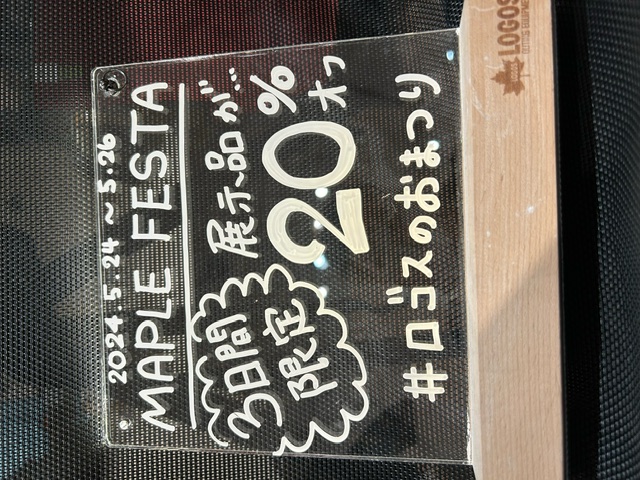 2024.5.24 ~ 5.26
MAPLE FESTA
3日間
限定
展示品が…
20%オフ
#ロゴスのおまつり
LOGOS